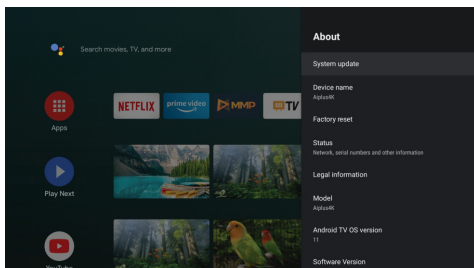 About
Search movies, TV, and more
System update
Device name
Aiplus4K
Factory reset
Status
Network, serial numbers and other information
Legal information
Model
Aiplus4K
Android TV OS version
11
Software Version
Apps
NETFLIX
prime video
MMP
TV
Play Next
YouTube